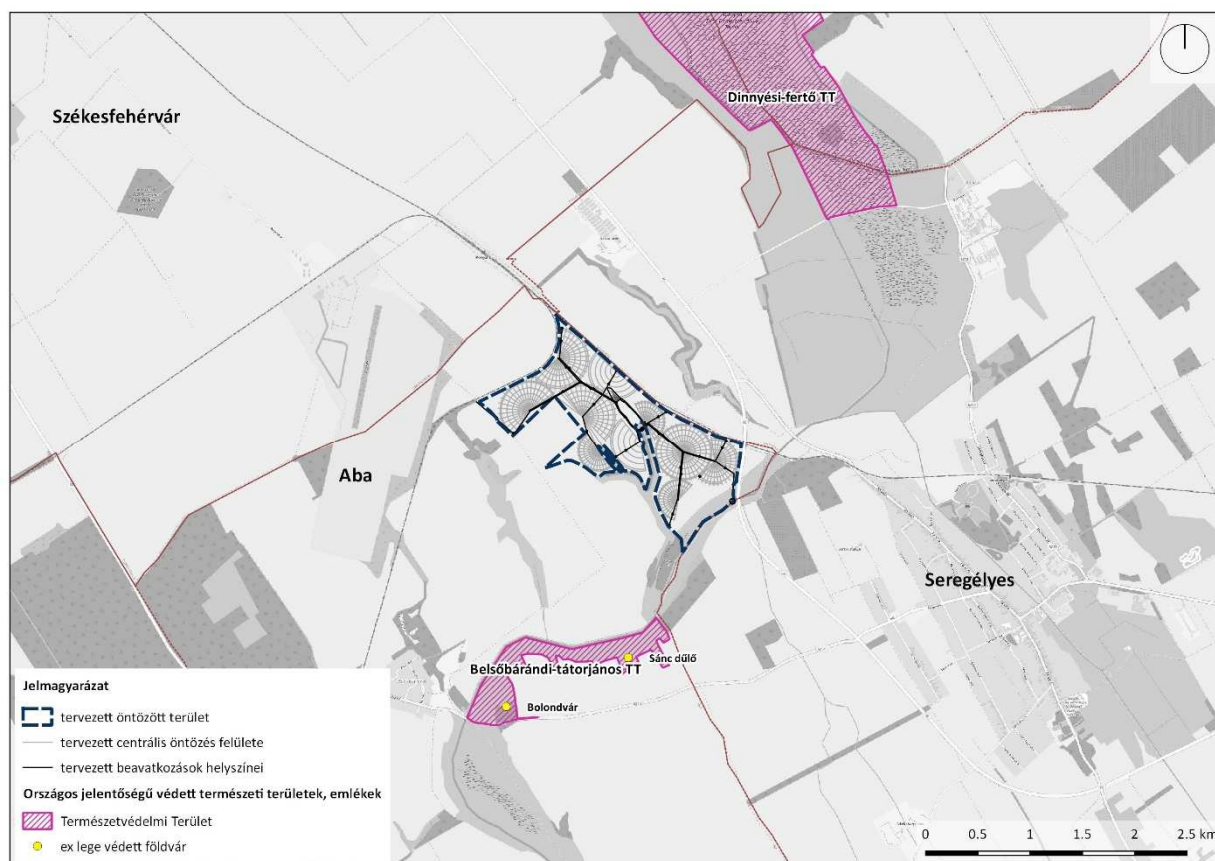 Dinnyési-fertő TT
Székesfehérvár
Aba
Seregélyes
Sánc dűlő
Belsőbárándi-tátorjános TT
Bolondvár
Jelmagyarázat
tervezett öntözött terület
tervezett centrális öntözés felülete
tervezett beavatkozások helyszínei
Országos jelentőségű védett természeti területek, emlékek
Természetvédelmi Terület
ex lege védett földvár
0 0.5 1 1.5 2 2.5 km